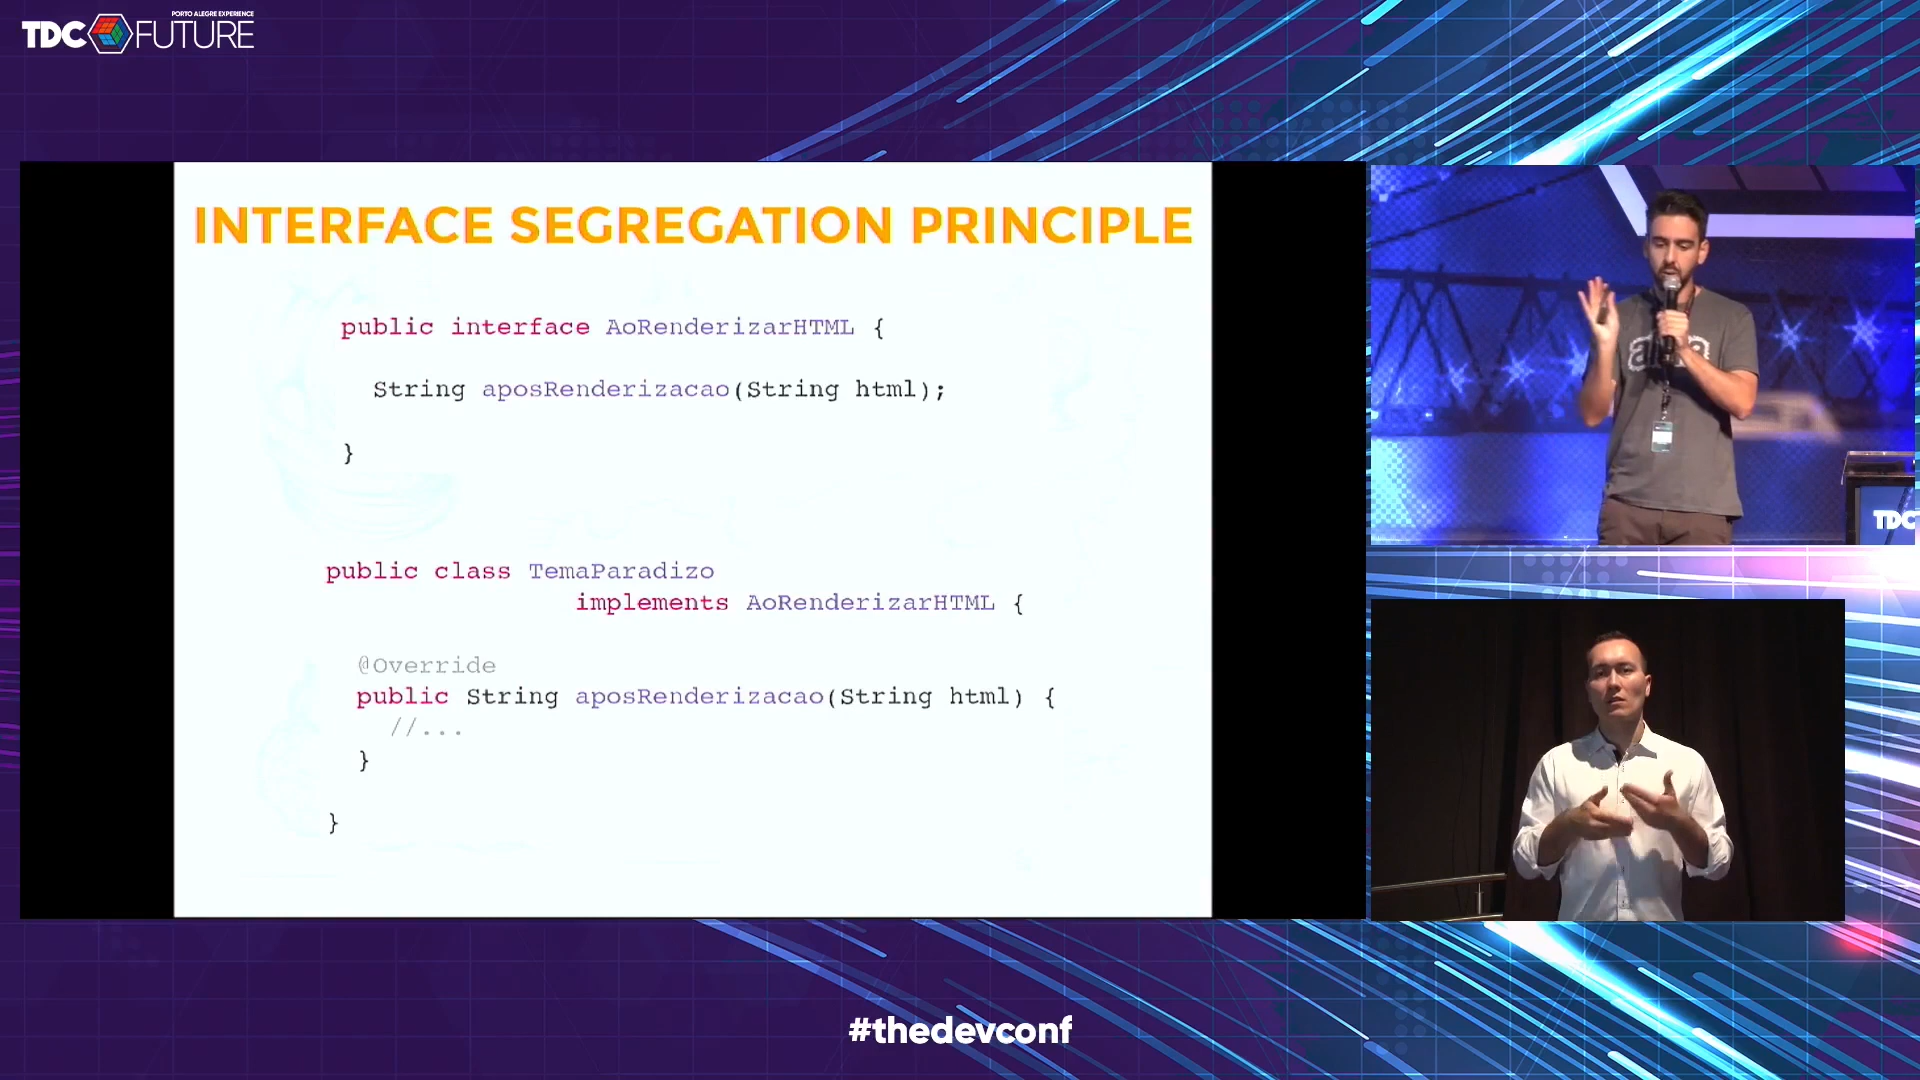 PORTO ALEGRE EXPERIENCE
TDC FUTURE
INTERFACE SEGREGATION PRINCIPLE
public interface AoRenderizarHTML {
String aposRenderizacao(String html);
}
public class TemaParadizo
implements AoRenderizarHTML {
@Override
public String aposRenderizacao(String html) {
//...
}
}
TDC
#thedevconf